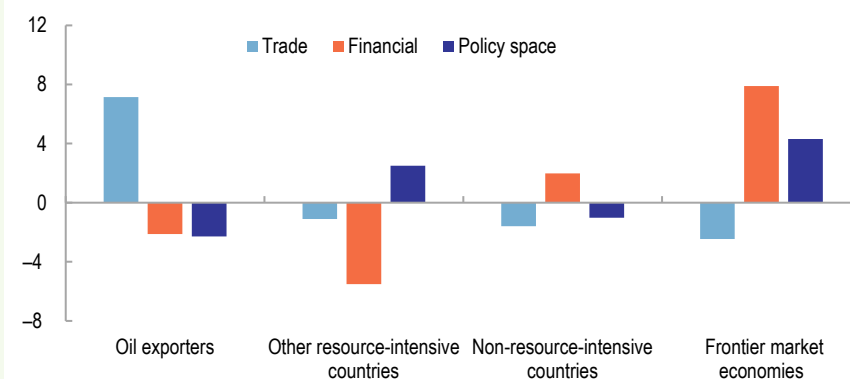 12
Trade Financial Policy space
8
4
0
–4
–8
Oil exporters Other resource-intensive Non-resource-intensive Frontier market
countries countries economies